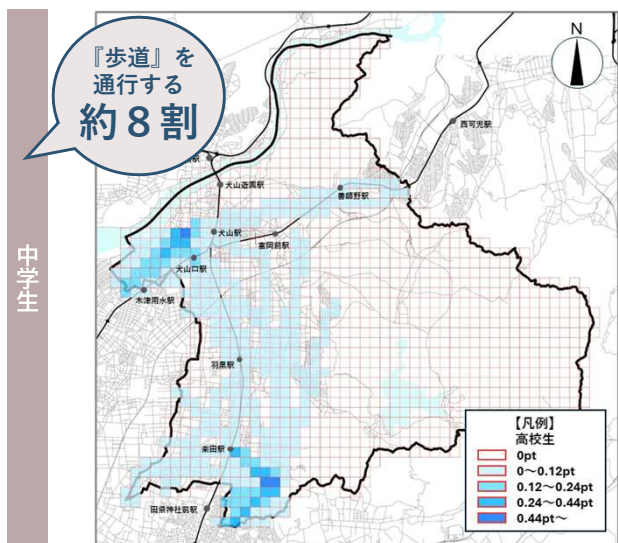 『歩道』を
通行する
約８割
中学生
N
駅
西可児駅
犬山遊園駅
善師野駅
犬山駅
富岡前駅
犬山口駅
木津用水駅
羽黒駅
楽田駅
田県神社前駅
【凡例】
高校生
0pt
0～0.12pt
0.12～0.24pt
0.24～0.44pt
0.44pt～